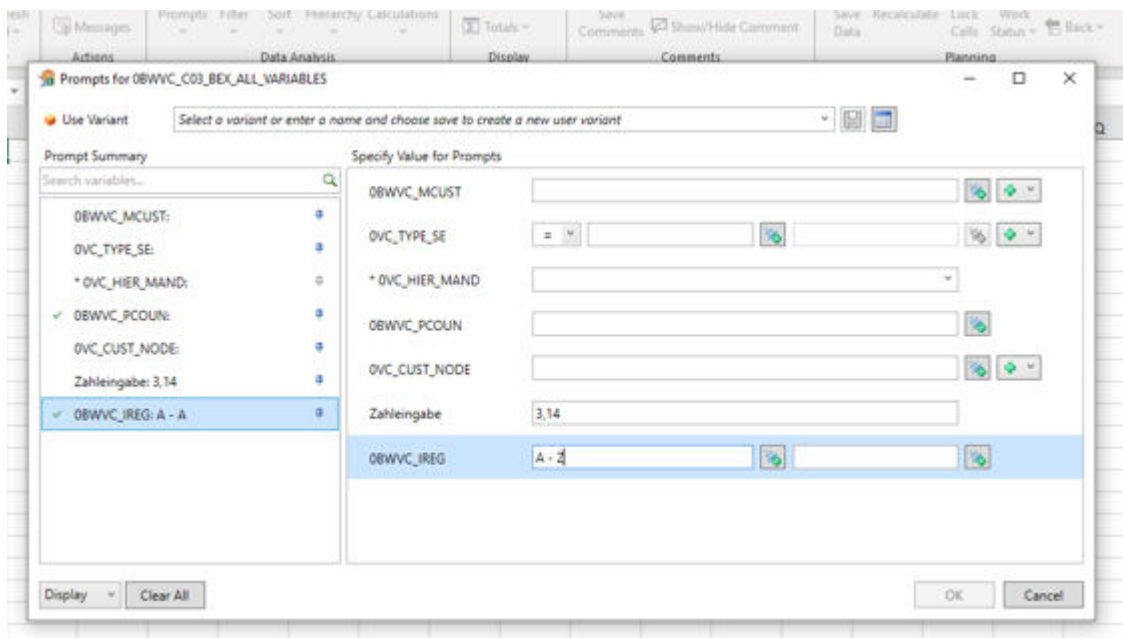 Messages
Prompts Filter Sort Hierarchy Calculations
Totals
Save
Comments
Show/Hide Comment
Save
Data
Recalculate
Lock
Cells
Work
Status
Back
Actions
Data Analysis
Display
Comments
Planning
Prompts for 0BWVC_C03_BEX_ALL_VARIABLES
Use Variant
Select a variant or enter a name and choose save to create a new user variant
Prompt Summary
Search variables...
0BWVC_MCUST:
0VC_TYPE_SE:
* 0VC_HIER_MAND:
0BWVC_PCOUN:
0VC_CUST_NODE:
Zahleingabe: 3,14
0BWVC_IREG: A - A
Specify Value for Prompts
0BWVC_MCUST
0VC_TYPE_SE =
* 0VC_HIER_MAND
0BWVC_PCOUN
0VC_CUST_NODE
Zahleingabe 3,14
0BWVC_IREG A - Z
Display
Clear All
OK
Cancel